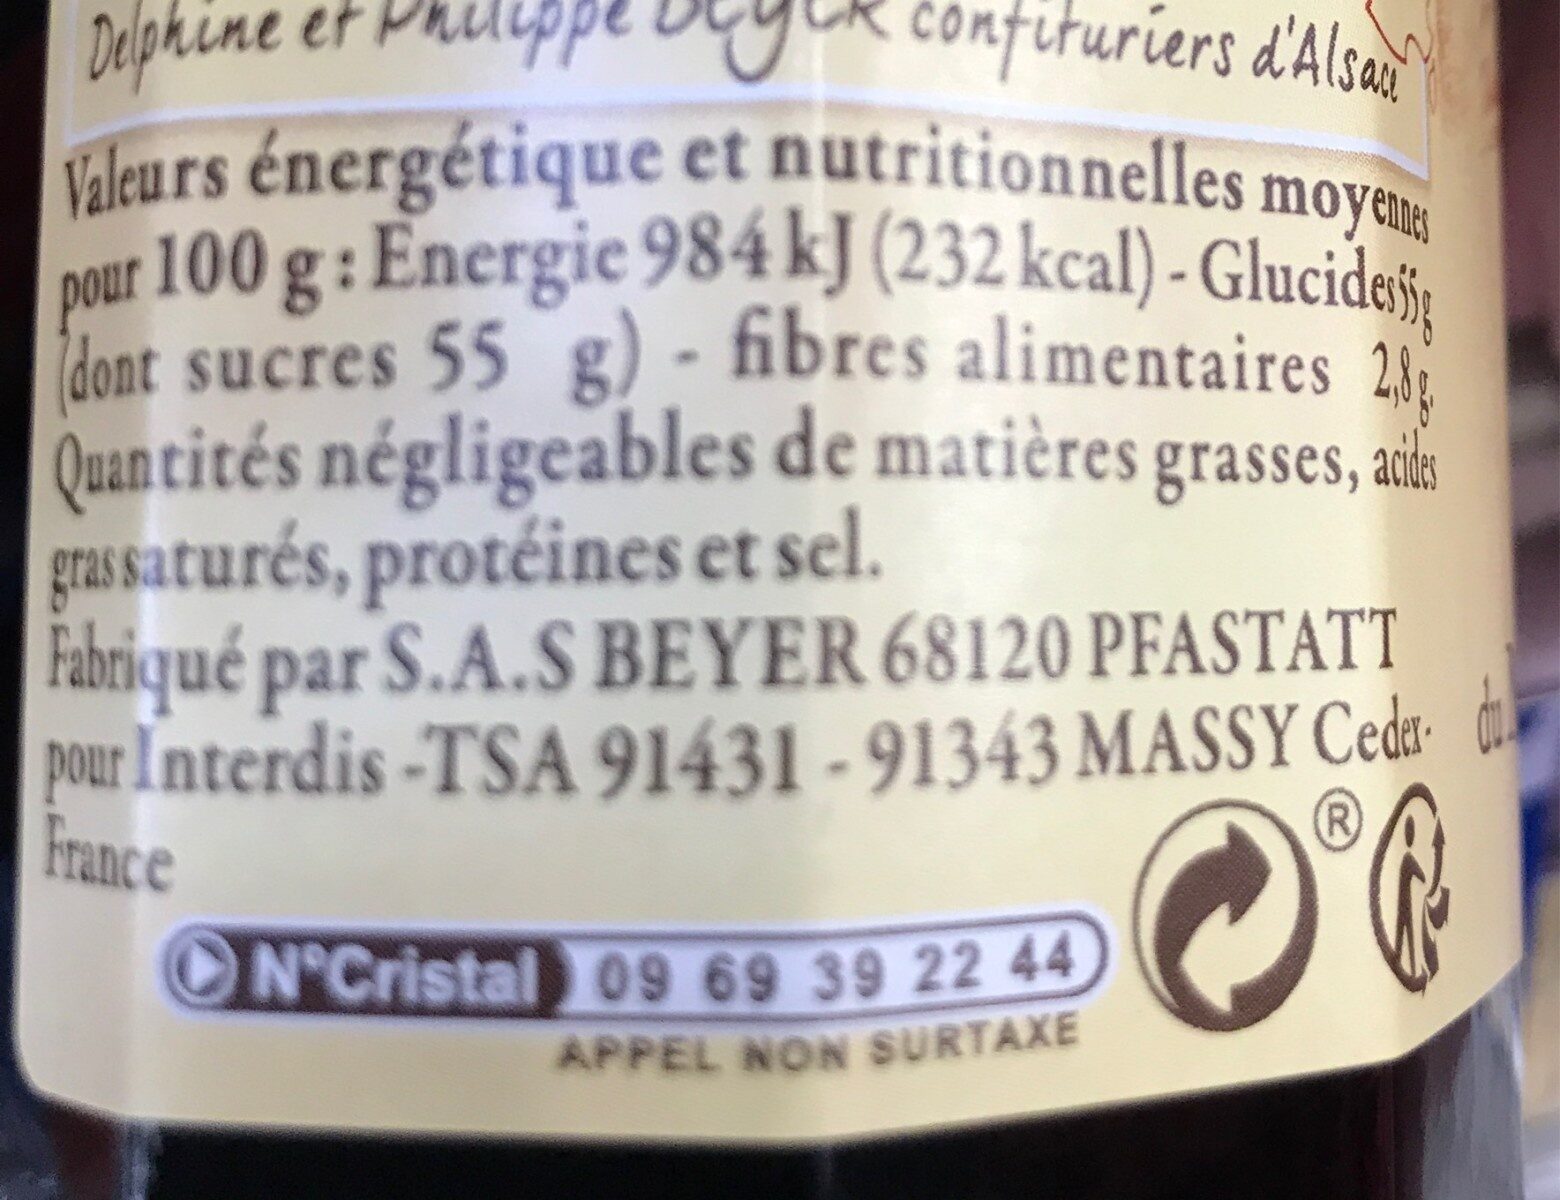 Delphine et Philippe BEYER confituriers d'Alsace
Valeurs énergétique et nutritionnelles moyennes
pour 100 g : Energie 984 kJ (232 kcal) - Glucides 55 g
(dont sucres 55 g) - fibres alimentaires 2,8 g.
Quantités négligeables de matières grasses, acides
gras saturés, protéines et sel.
Fabriqué par S.A.S BEYER 68120 PFASTATT
pour Interdis -TSA 91431 - 91343 MASSY Cedex-
du
France
®
N°Cristal 09 69 39 22 44
APPEL NON SURTAXE